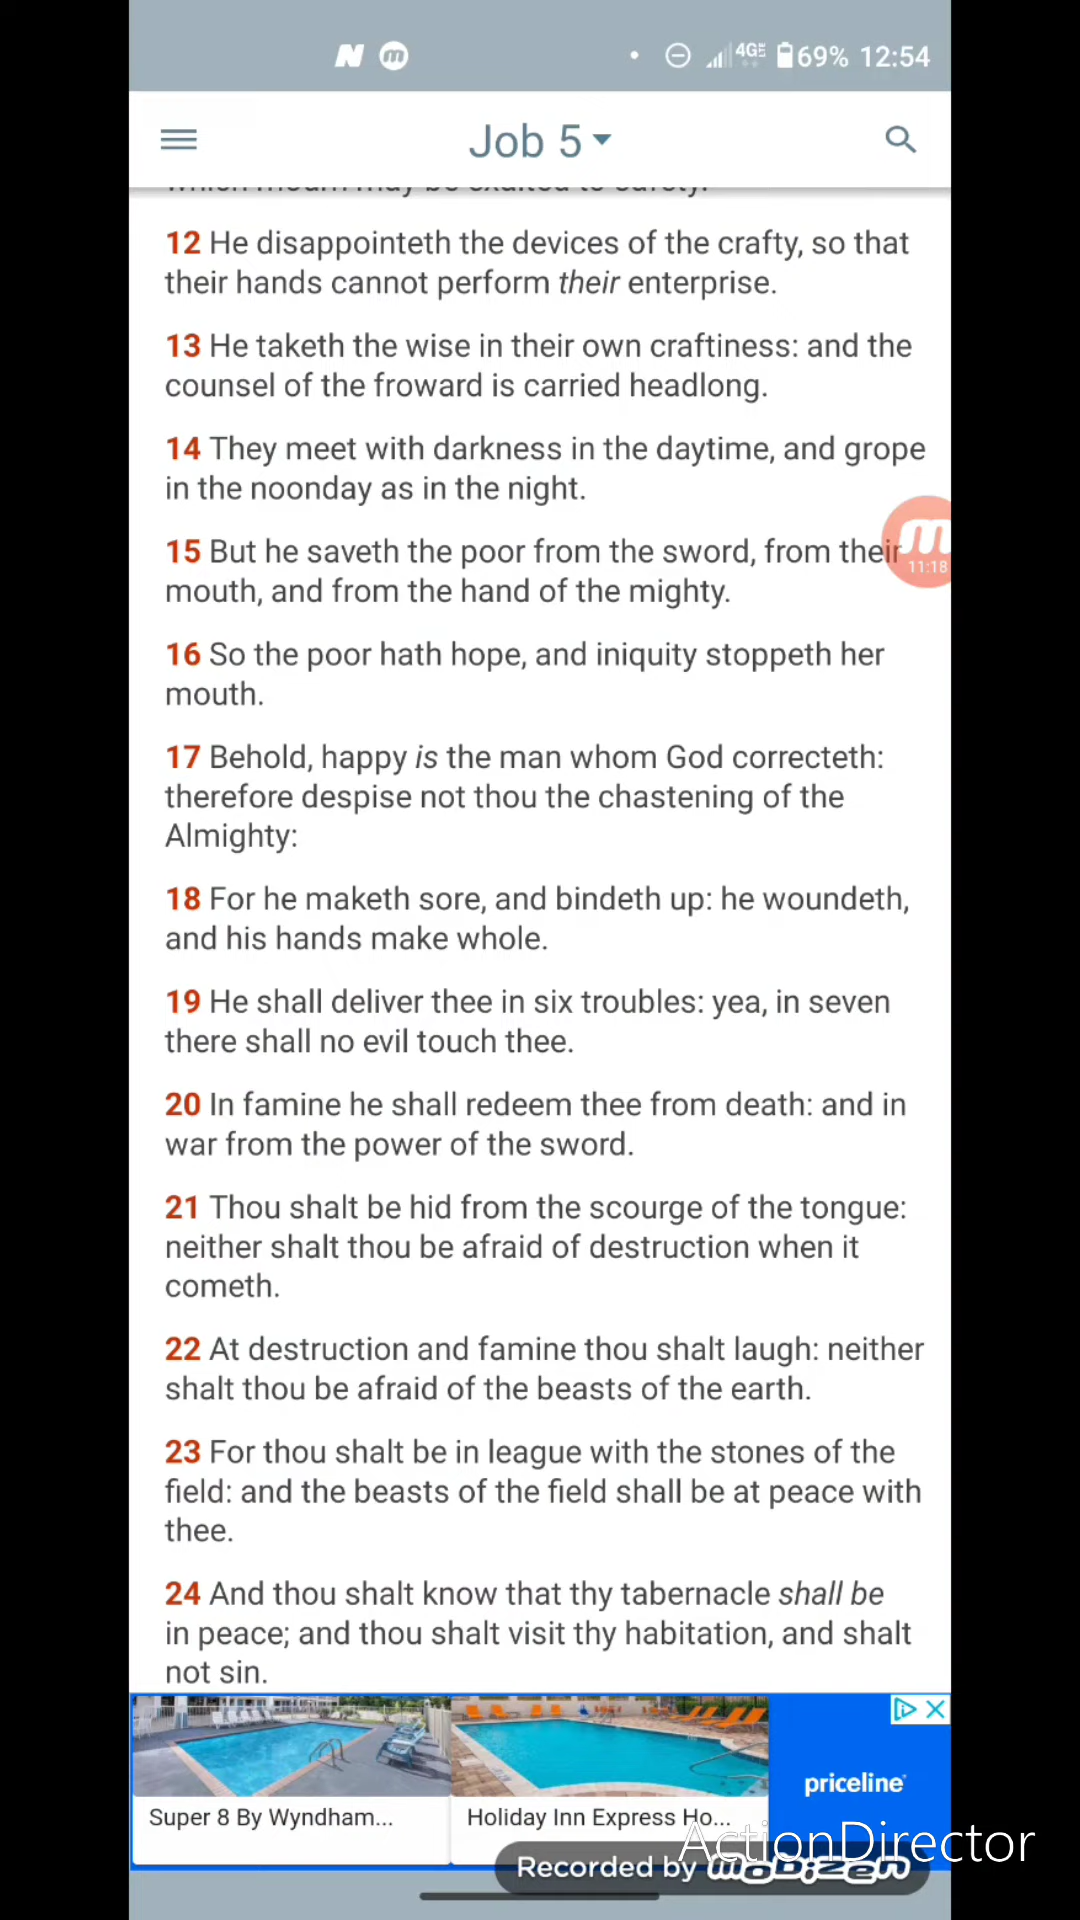 N m 4G LTE 69% 12:54
Job 5
12 He disappointeth the devices of the crafty, so that
their hands cannot perform their enterprise.
13 He taketh the wise in their own craftiness: and the
counsel of the froward is carried headlong.
14 They meet with darkness in the daytime, and grope
in the noonday as in the night.
15 But he saveth the poor from the sword, from their
mouth, and from the hand of the mighty.
m
11:18
16 So the poor hath hope, and iniquity stoppeth her
mouth.
17 Behold, happy is the man whom God correcteth:
therefore despise not thou the chastening of the
Almighty:
18 For he maketh sore, and bindeth up: he woundeth,
and his hands make whole.
19 He shall deliver thee in six troubles: yea, in seven
there shall no evil touch thee.
20 In famine he shall redeem thee from death: and in
war from the power of the sword.
21 Thou shalt be hid from the scourge of the tongue:
neither shalt thou be afraid of destruction when it
cometh.
22 At destruction and famine thou shalt laugh: neither
shalt thou be afraid of the beasts of the earth.
23 For thou shalt be in league with the stones of the
field: and the beasts of the field shall be at peace with
thee.
24 And thou shalt know that thy tabernacle shall be
in peace; and thou shalt visit thy habitation, and shalt
not sin.
priceline
Super 8 By Wyndham...
Holiday Inn Express Ho...
ActionDirector
Recorded by mobizen